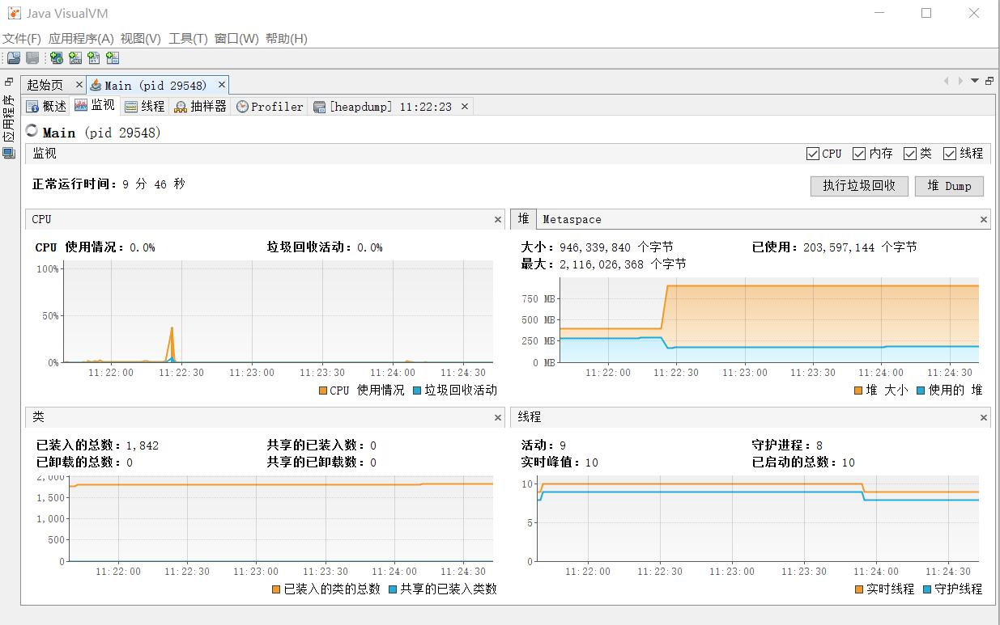 Java VisualVM
文件(F) 应用程序(A) 视图(V) 工具(T) 窗口(W) 帮助(H)
应用程序
起始页 Main (pid 29548)
概述 监视 线程 抽样器 Profiler [heapdump] 11:22:23
Main (pid 29548)
监视 CPU 内存 类 线程
正常运行时间：9 分 46 秒 执行垃圾回收 堆 Dump
CPU
CPU 使用情况：0.0% 垃圾回收活动：0.0%
100%
50%
0%
11:22:00 11:22:30 11:23:00 11:23:30 11:24:00 11:24:30
CPU 使用情况 垃圾回收活动
堆 Metaspace
大小：946,339,840 个字节 已使用：203,597,144 个字节
最大：2,116,026,368 个字节
750 MB
500 MB
250 MB
0 MB
11:22:00 11:22:30 11:23:00 11:23:30 11:24:00 11:24:30
堆 大小 使用的 堆
类
已装入的总数：1,842 共享的已装入数：0
已卸载的总数：0 共享的已卸载数：0
2,000
1,500
1,000
500
0
11:22:00 11:22:30 11:23:00 11:23:30 11:24:00 11:24:30
已装入的类的总数 共享的已装入类数
线程
活动：9 守护进程：8
实时峰值：10 已启动的总数：10
10
5
0
11:22:00 11:22:30 11:23:00 11:23:30 11:24:00 11:24:30
实时线程 守护线程